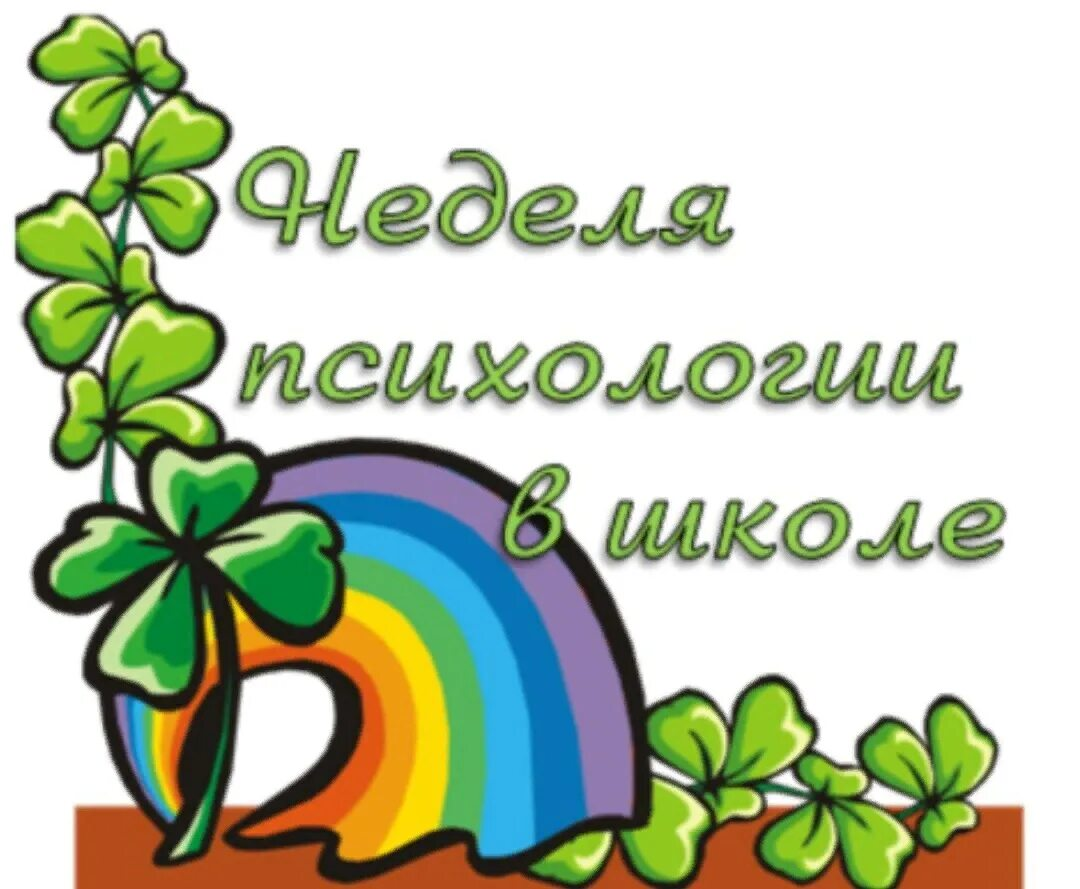 Неделя
психологии
в школе